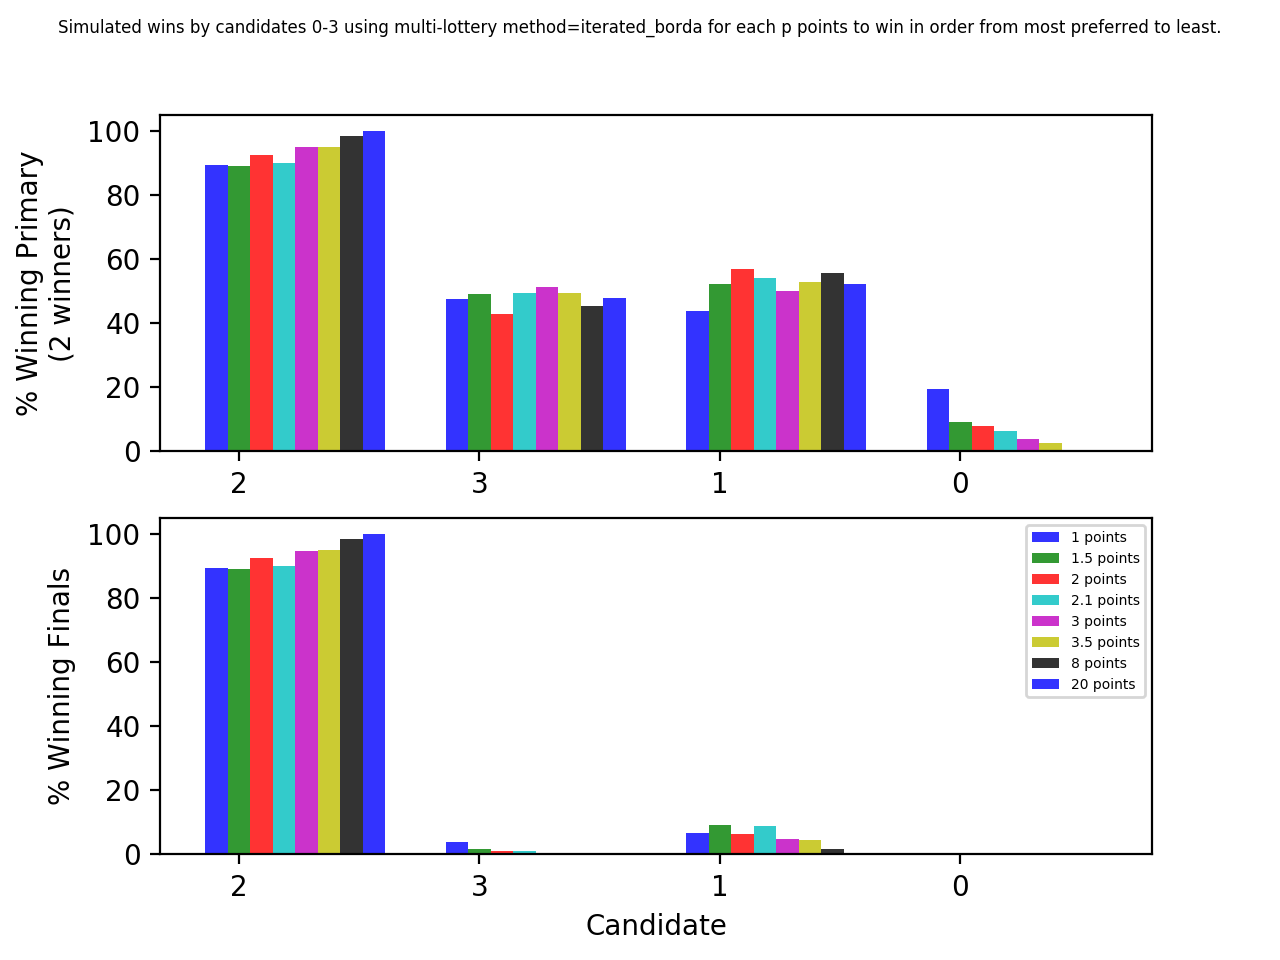 Simulated wins by candidates 0-3 using multi-lottery method=iterated_borda for each p points to win in order from most preferred to least.
% Winning Primary
(2 winners)
100
80
60
40
20
0
2
3
1
0
% Winning Finals
100
80
60
40
20
0
1 points
1.5 points
2 points
2.1 points
3 points
3.5 points
8 points
20 points
2
3
1
0
Candidate